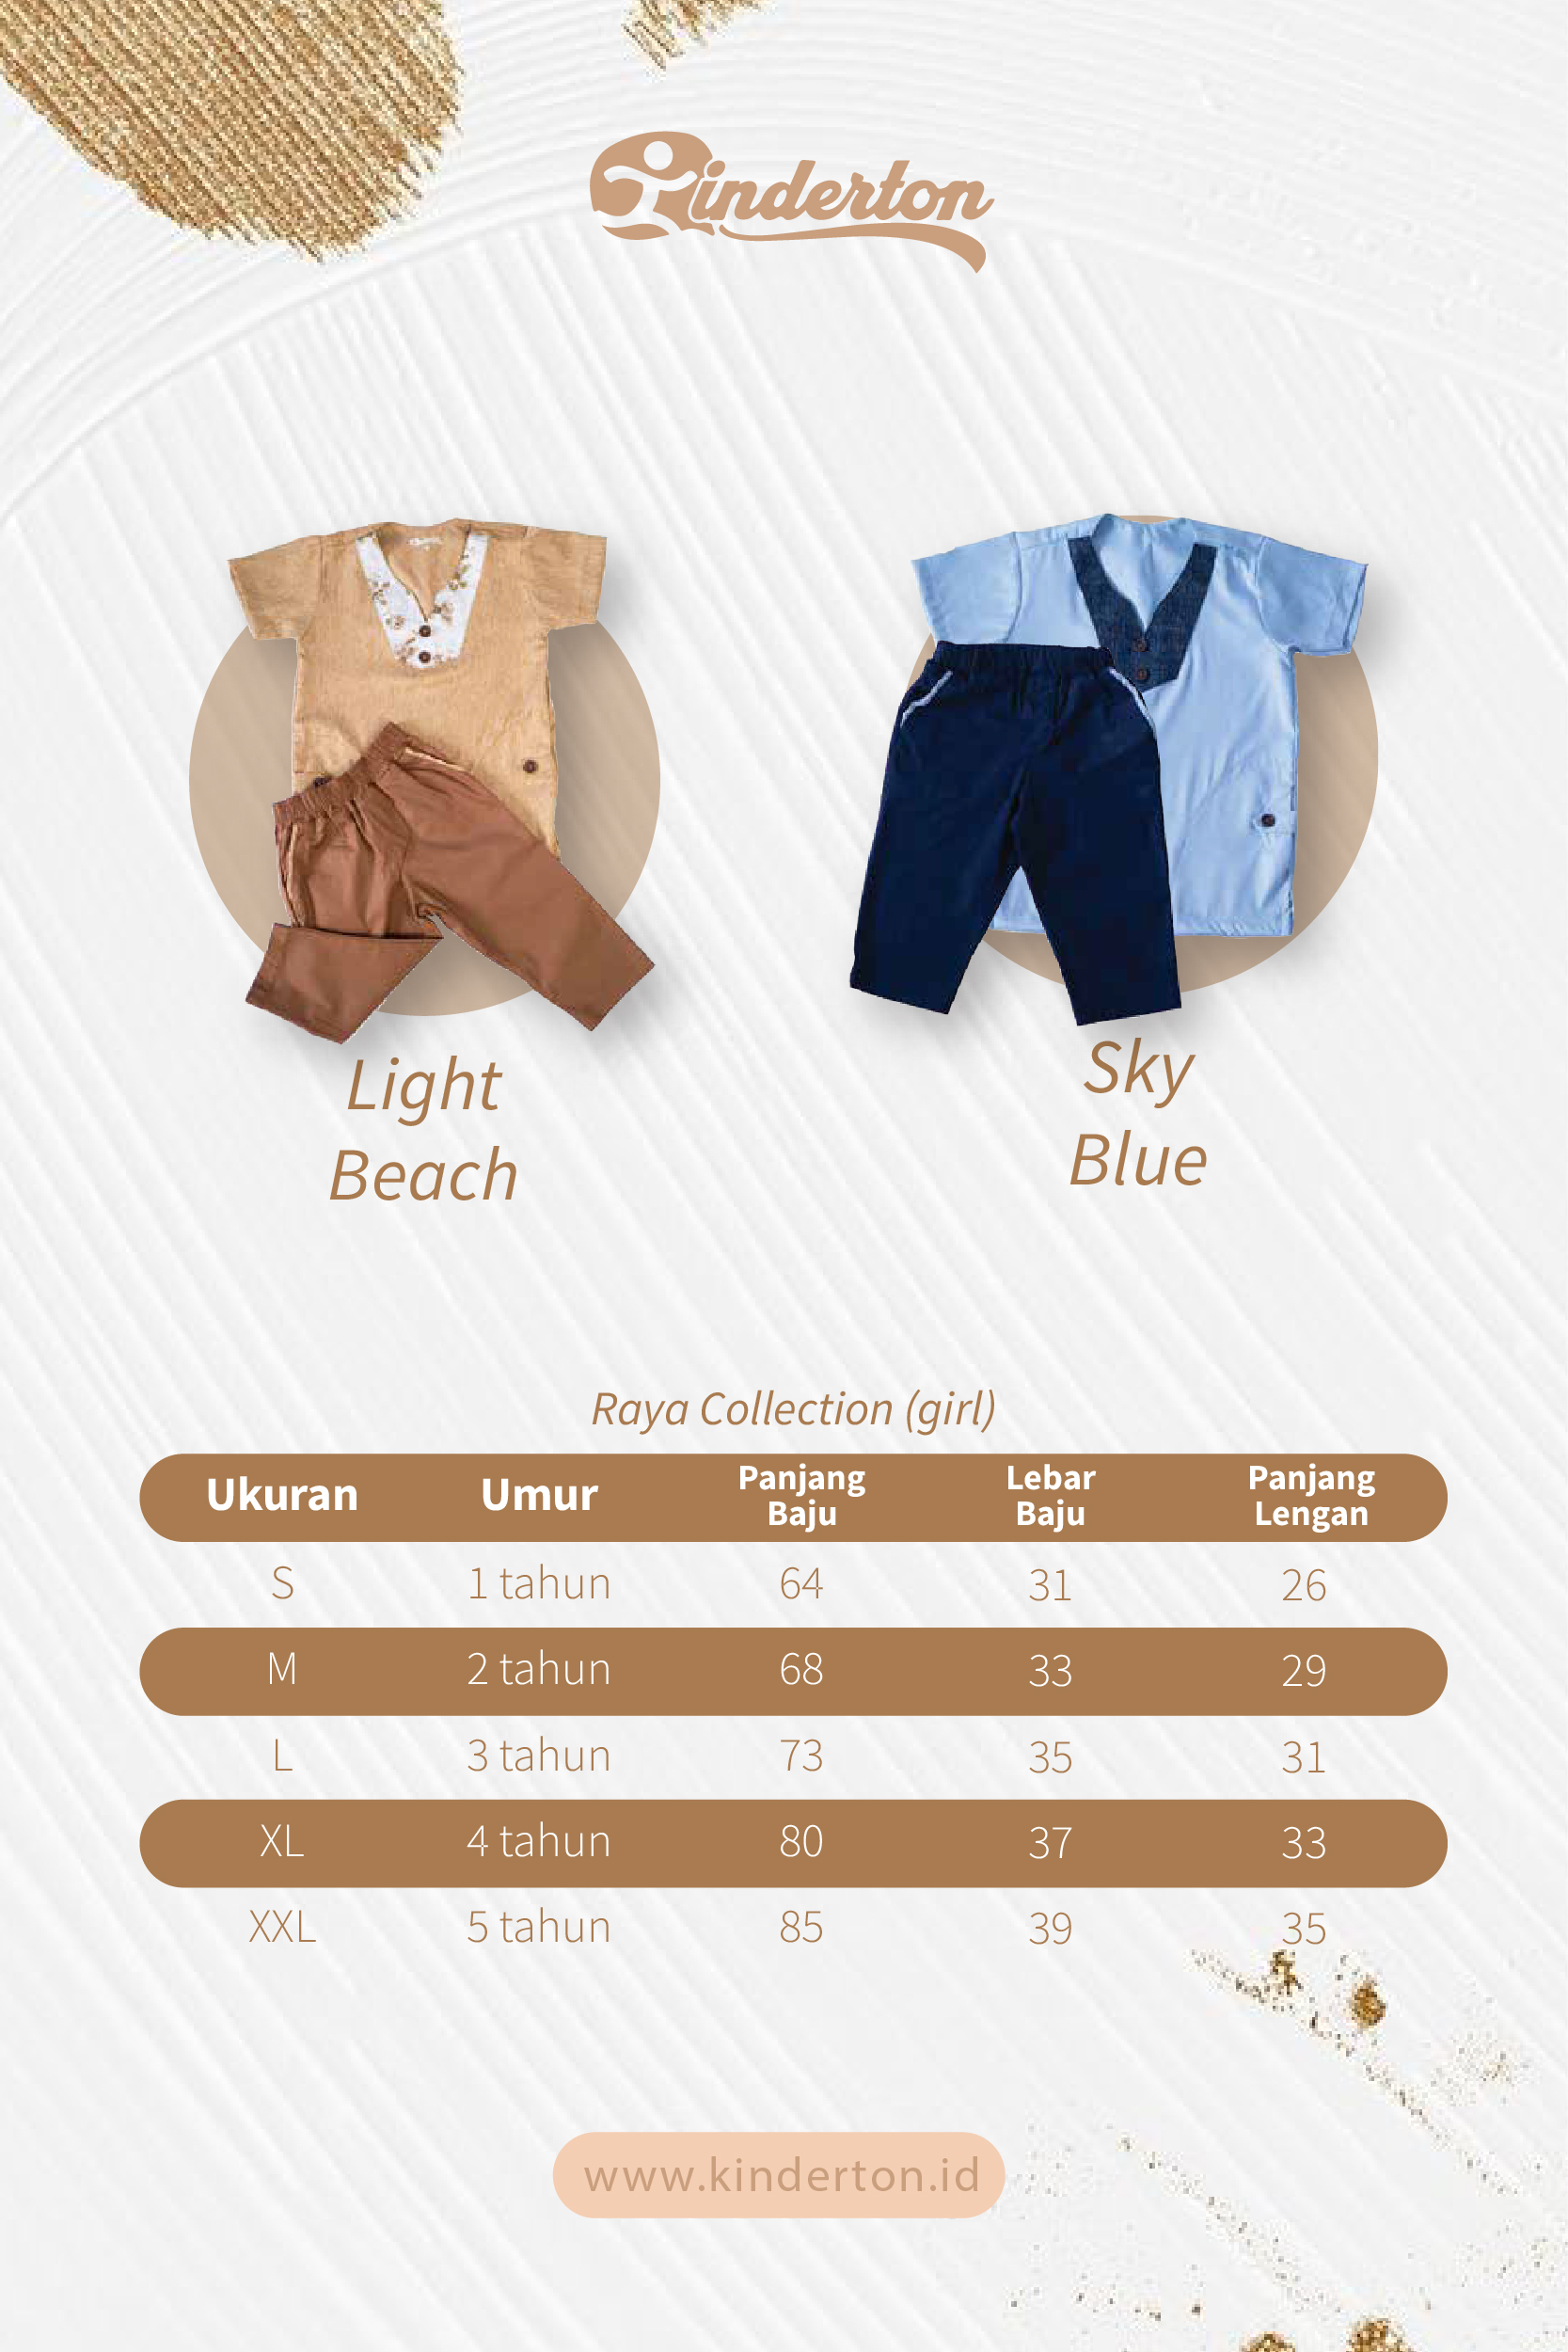 Kinderton
Light
Beach
Sky
Blue
Raya Collection (girl)
Ukuran Umur Panjang Baju Lebar Baju Panjang Lengan
S 1 tahun 64 31 26
M 2 tahun 68 33 29
L 3 tahun 73 35 31
XL 4 tahun 80 37 33
XXL 5 tahun 85 39 35
www.kinderton.id